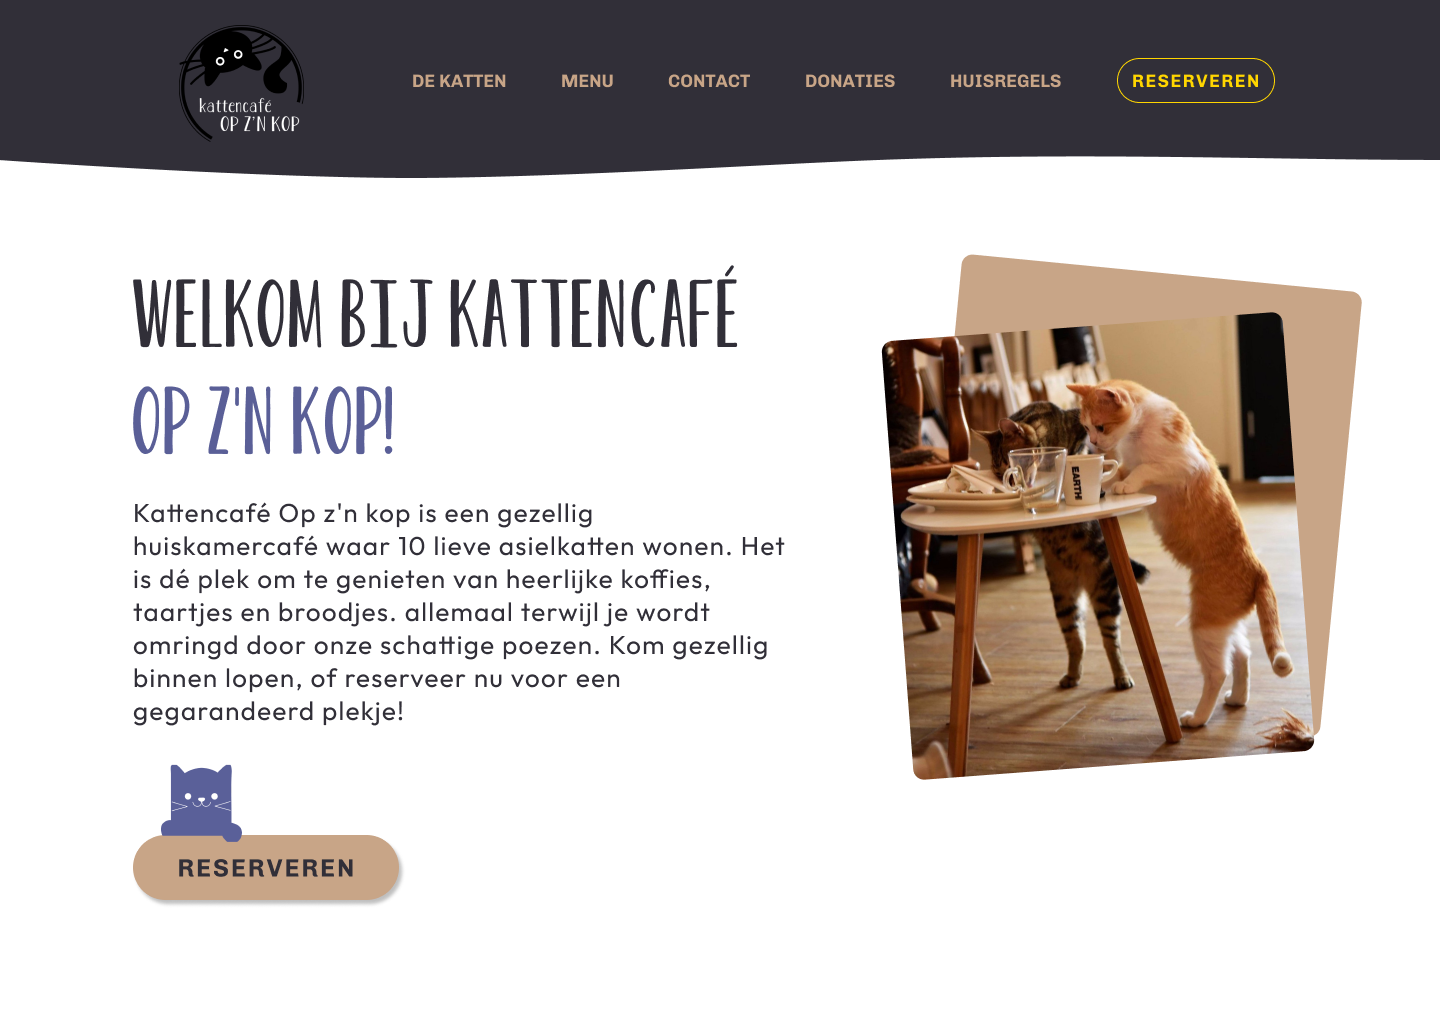 kattencafé
OP Z'N KOP
DE KATTEN
MENU
CONTACT
DONATIES
HUISREGELS
RESERVEREN
WELKOM BIJ KATTENCAFÉ
OP Z'N KOP!
Kattencafé Op z'n kop is een gezellig
huiskamercafé waar 10 lieve asielkatten wonen. Het
is dé plek om te genieten van heerlijke koffies,
taartjes en broodjes. allemaal terwijl je wordt
omringd door onze schattige poezen. Kom gezellig
binnen lopen, of reserveer nu voor een
gegarandeerd plekje!
EARTH
RESERVEREN